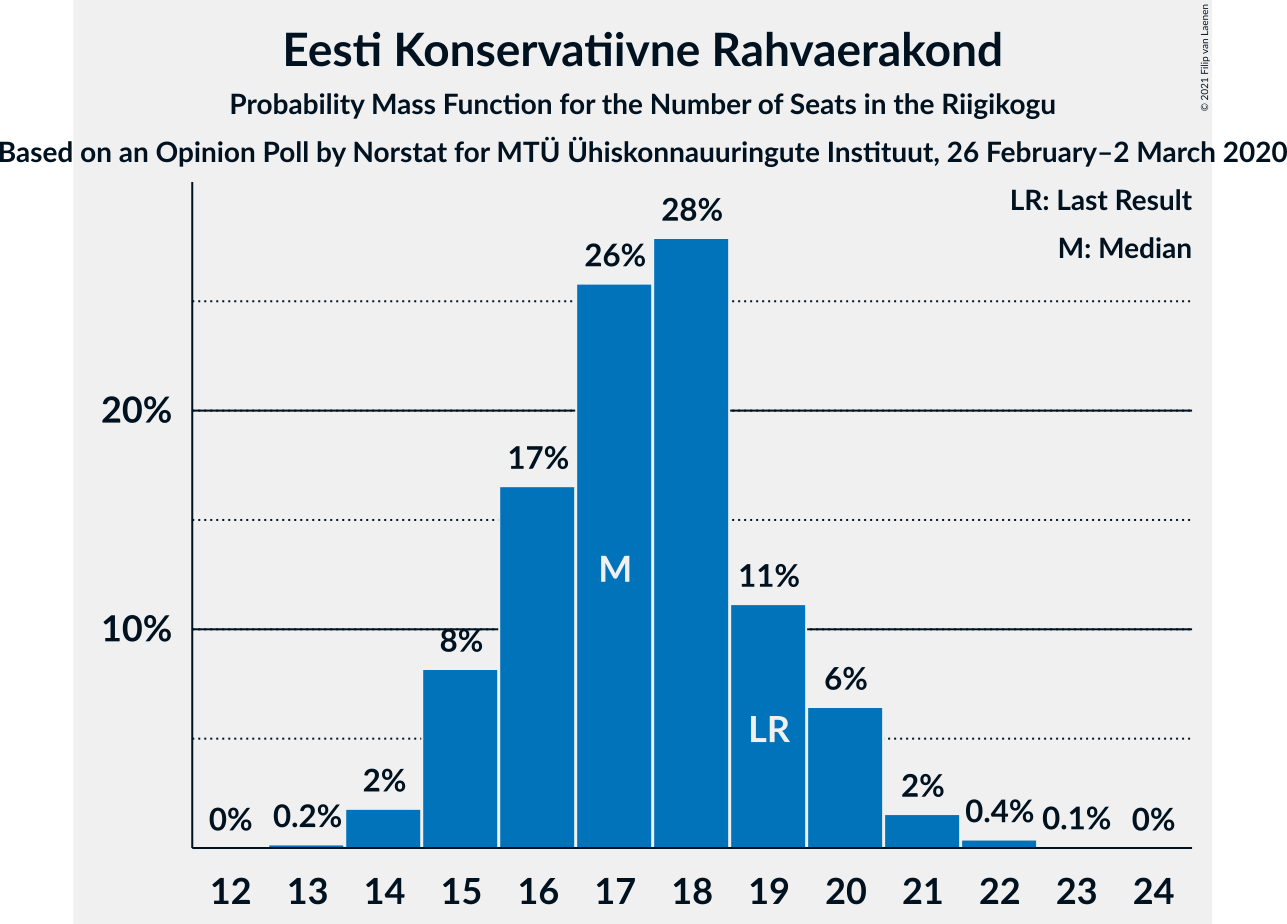 Eesti Konservatiivne Rahvaerakond
Probability Mass Function for the Number of Seats in the Riigikogu
Based on an Opinion Poll by Norstat for MTÜ Ühiskonnauuringute Instituut, 26 February–2 March 2020
© 2021 Filip van Laenen
LR: Last Result
M: Median
28%
26%
20%
17%
M
11%
10%
8%
6%
LR
2%
2%
0%
0.2%
0.4%
0.1%
0%
12 13 14 15 16 17 18 19 20 21 22 23 24